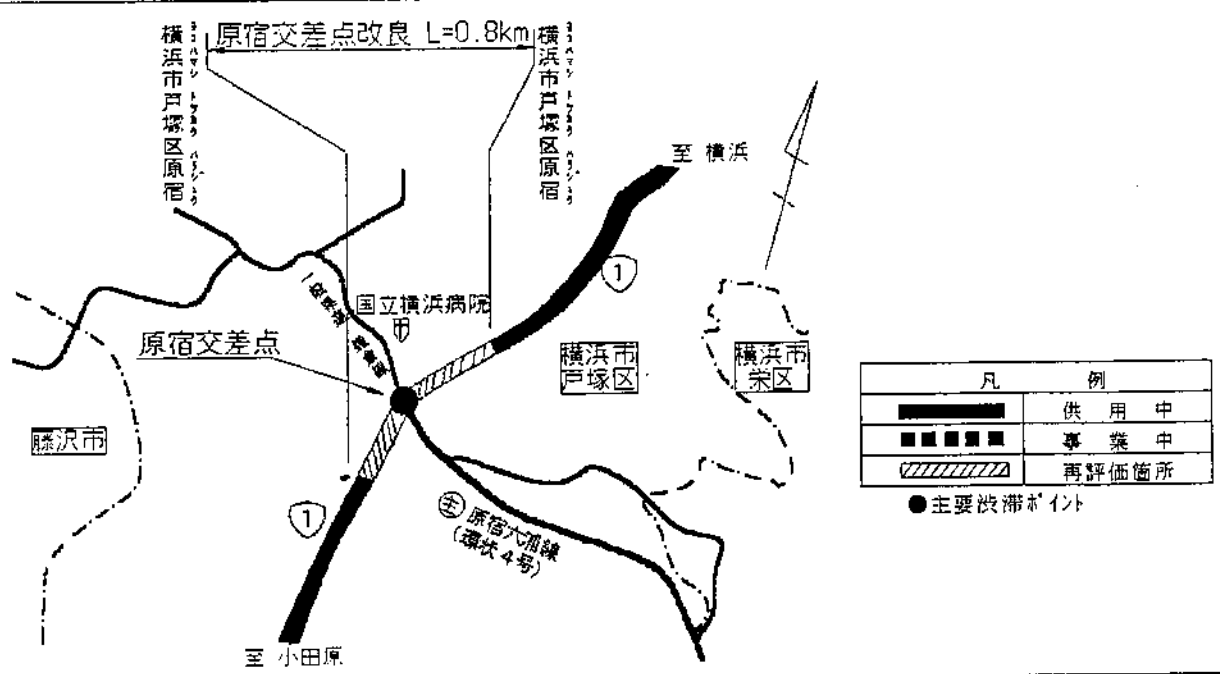 原宿交差点改良 L=0.8km
横浜市戸塚区原宿
横浜市戸塚区原宿
至 横浜
1
国立横浜病院
原宿交差点
横浜市
戸塚区
横浜市
栄区
藤沢市
1
主 原宿六浦線
(環状4号)
至 小田原
凡 例
供 用 中
事 業 中
再評価箇所
●主要渋滞ポイント